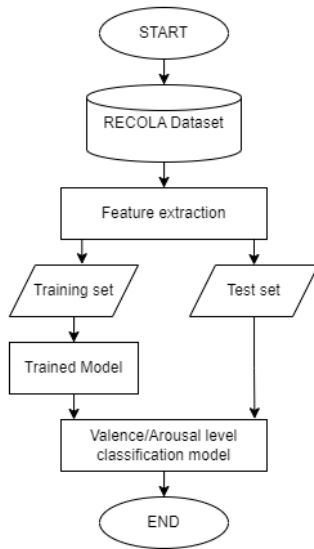 START
RECOLA Dataset
Feature extraction
Training set
Test set
Trained Model
Valence/Arousal level
classification model
END